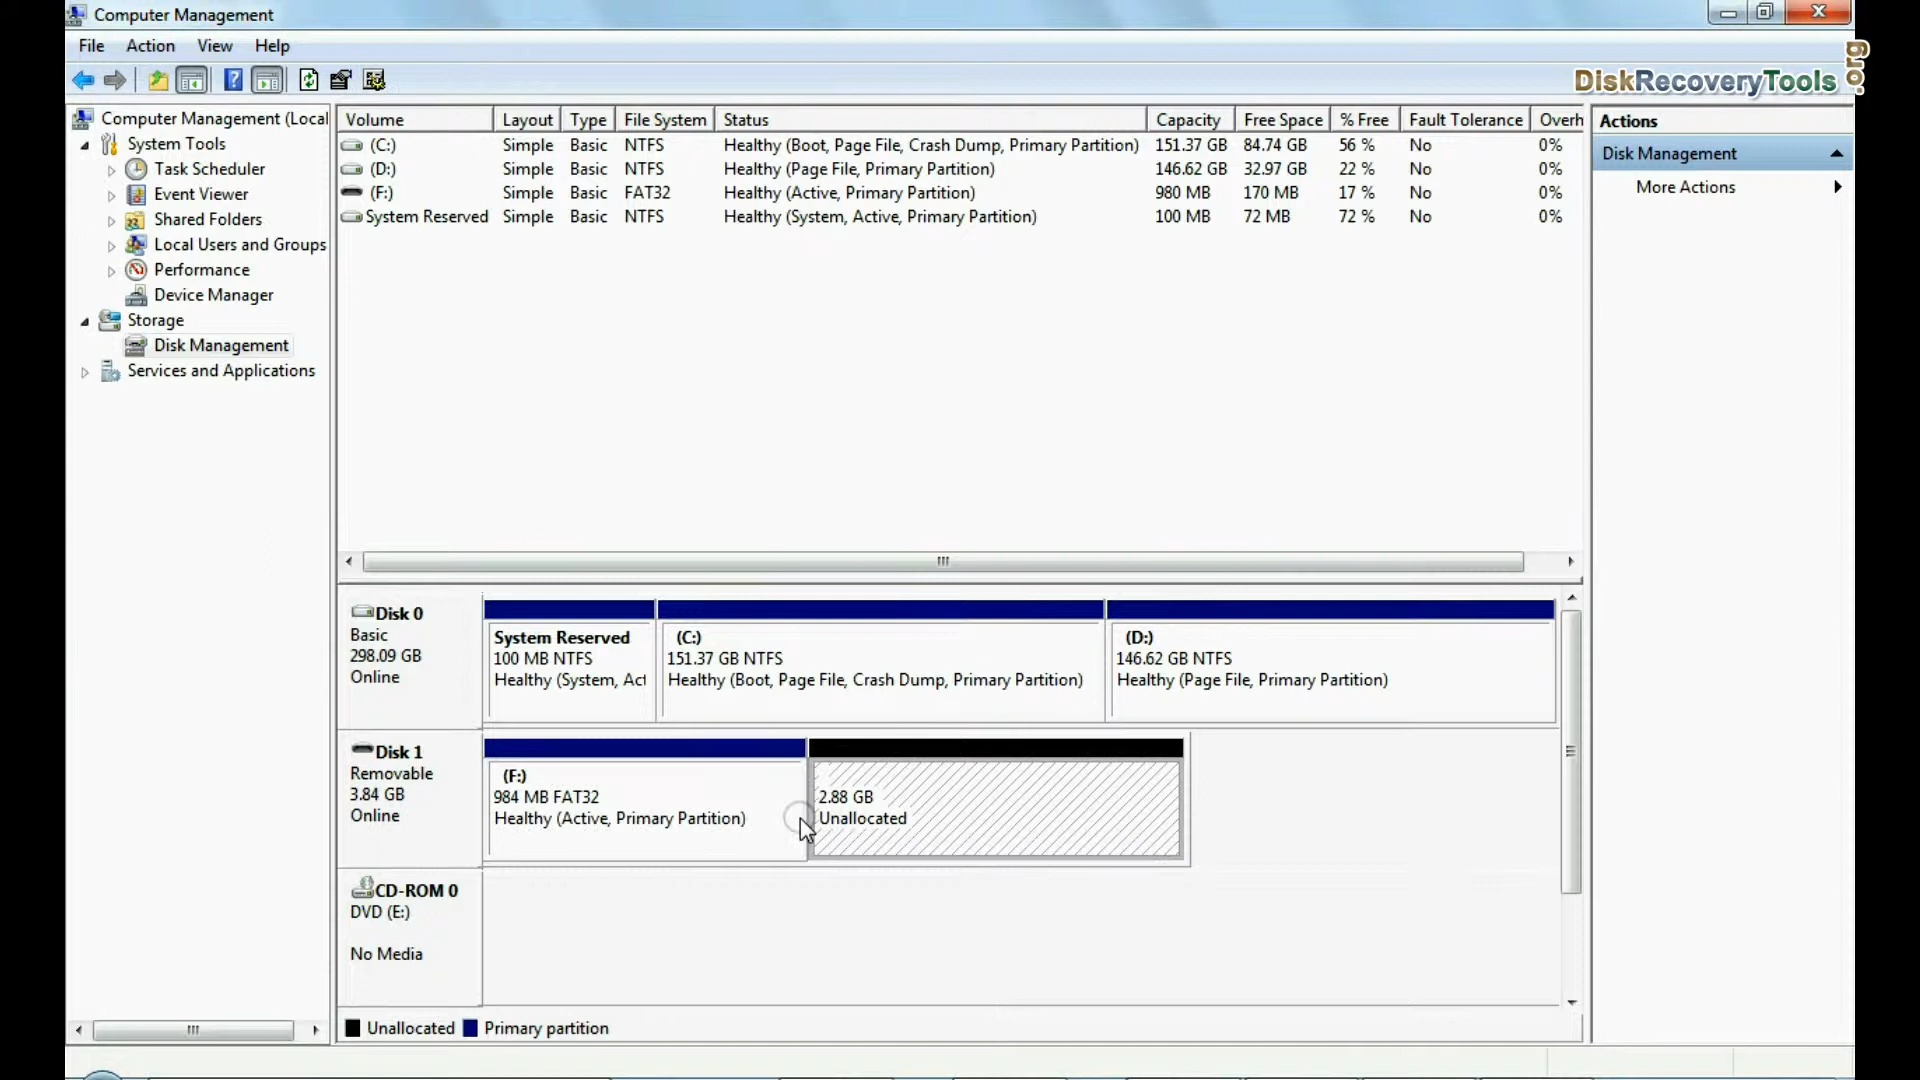 Computer Management
File Action View Help
DiskRecoveryTools.org
Computer Management (Local
System Tools
Task Scheduler
Event Viewer
Shared Folders
Local Users and Groups
Performance
Device Manager
Storage
Disk Management
Services and Applications
Volume Layout Type File System Status Capacity Free Space % Free Fault Tolerance Overh
(C:) Simple Basic NTFS Healthy (Boot, Page File, Crash Dump, Primary Partition) 151.37 GB 84.74 GB 56 % No 0%
(D:) Simple Basic NTFS Healthy (Page File, Primary Partition) 146.62 GB 32.97 GB 22 % No 0%
(F:) Simple Basic FAT32 Healthy (Active, Primary Partition) 980 MB 170 MB 17 % No 0%
System Reserved Simple Basic NTFS Healthy (System, Active, Primary Partition) 100 MB 72 MB 72 % No 0%
Actions
Disk Management
More Actions
Disk 0
Basic
298.09 GB
Online
System Reserved
100 MB NTFS
Healthy (System, Act
(C:)
151.37 GB NTFS
Healthy (Boot, Page File, Crash Dump, Primary Partition)
(D:)
146.62 GB NTFS
Healthy (Page File, Primary Partition)
Disk 1
Removable
3.84 GB
Online
(F:)
984 MB FAT32
Healthy (Active, Primary Partition)
2.88 GB
Unallocated
CD-ROM 0
DVD (E:)
No Media
Unallocated Primary partition